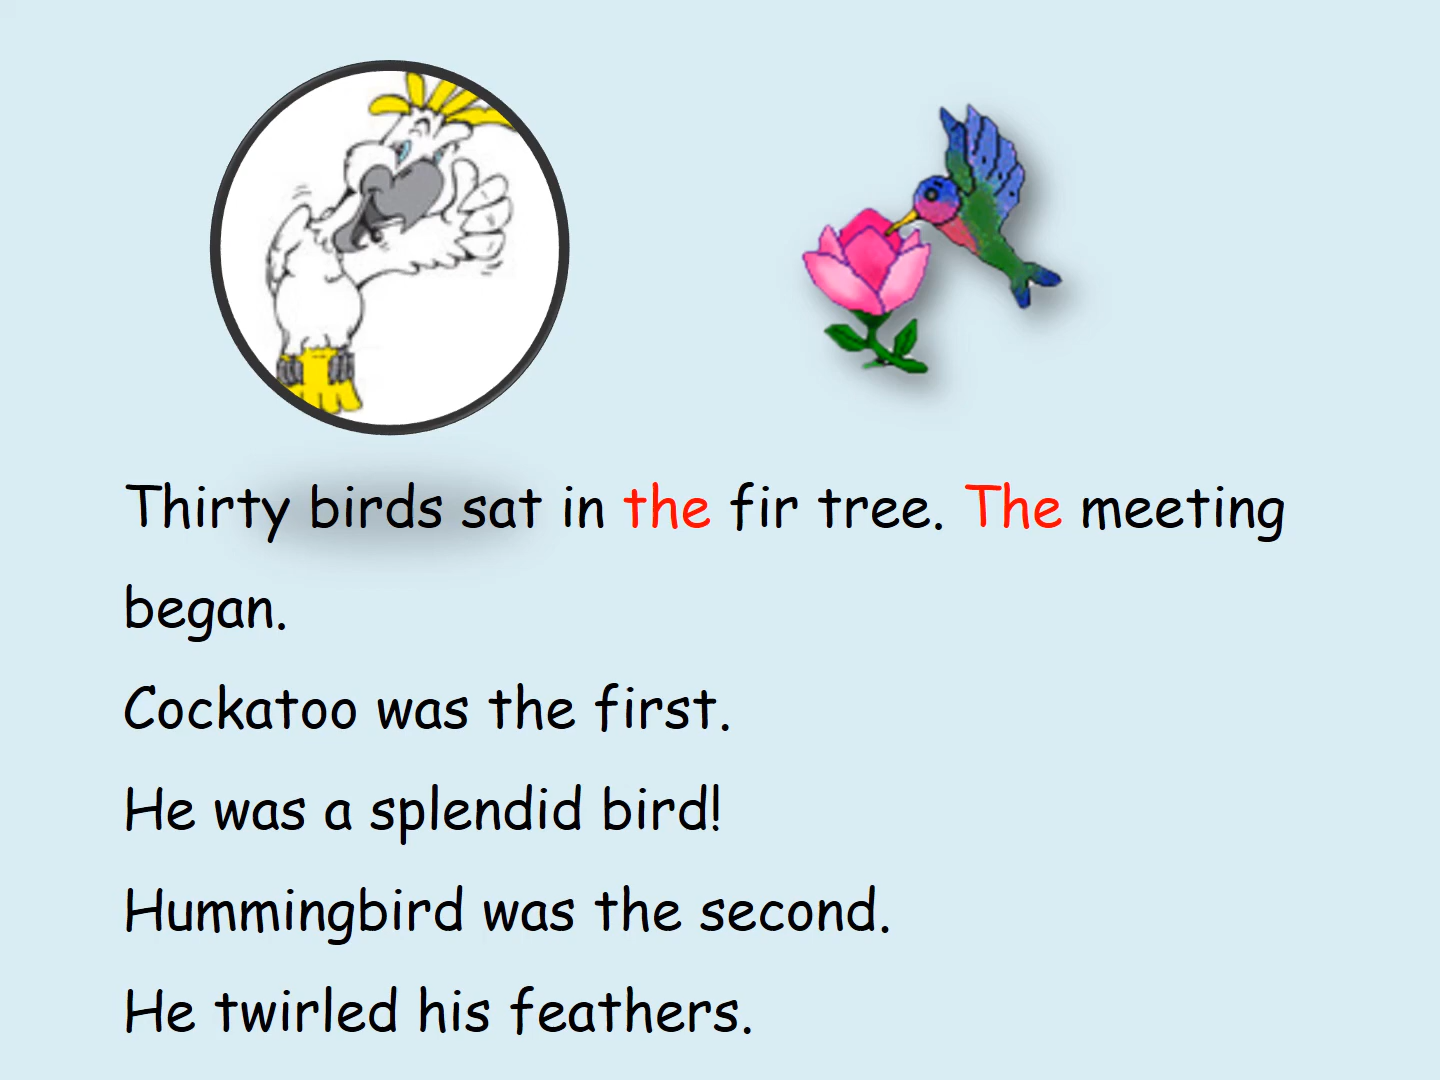 Thirty birds sat in the fir tree. The meeting
began.
Cockatoo was the first.
He was a splendid bird!
Hummingbird was the second.
He twirled his feathers.